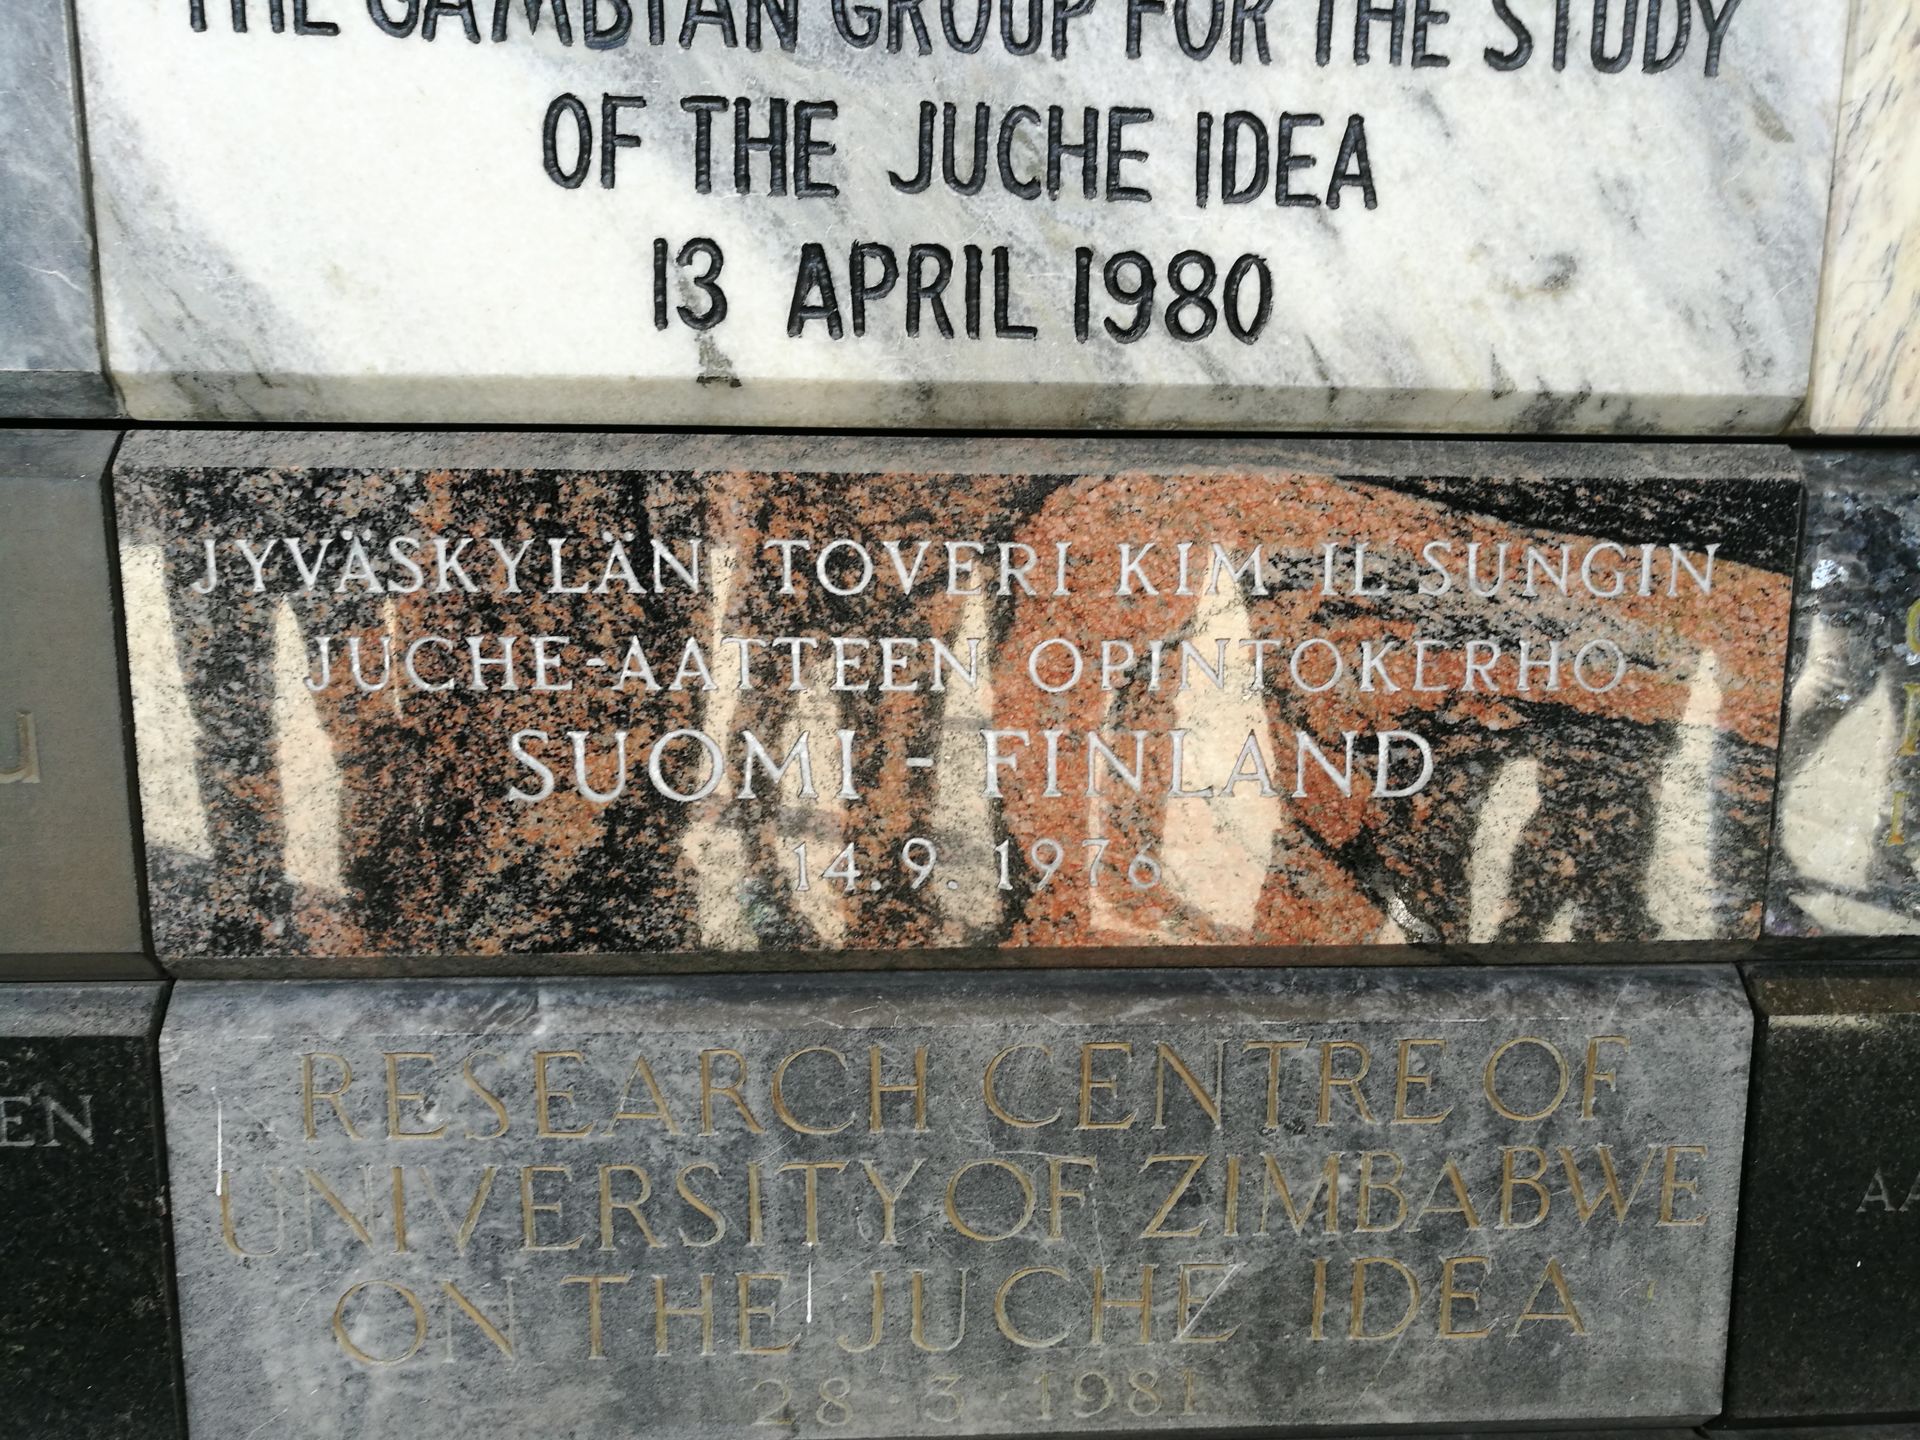 THE GAMBIAN GROUP FOR THE STUDY
OF THE JUCHE IDEA
13 APRIL 1980
JYVÄSKYLÄN TOVERI KIM IL SUNGIN
JUCHE-AATTEEN OPINTOKERHO
SUOMI - FINLAND
14.9.1976
RESEARCH CENTRE OF
UNIVERSITY OF ZIMBABWE
ON THE JUCHE IDEA
28·3·1981